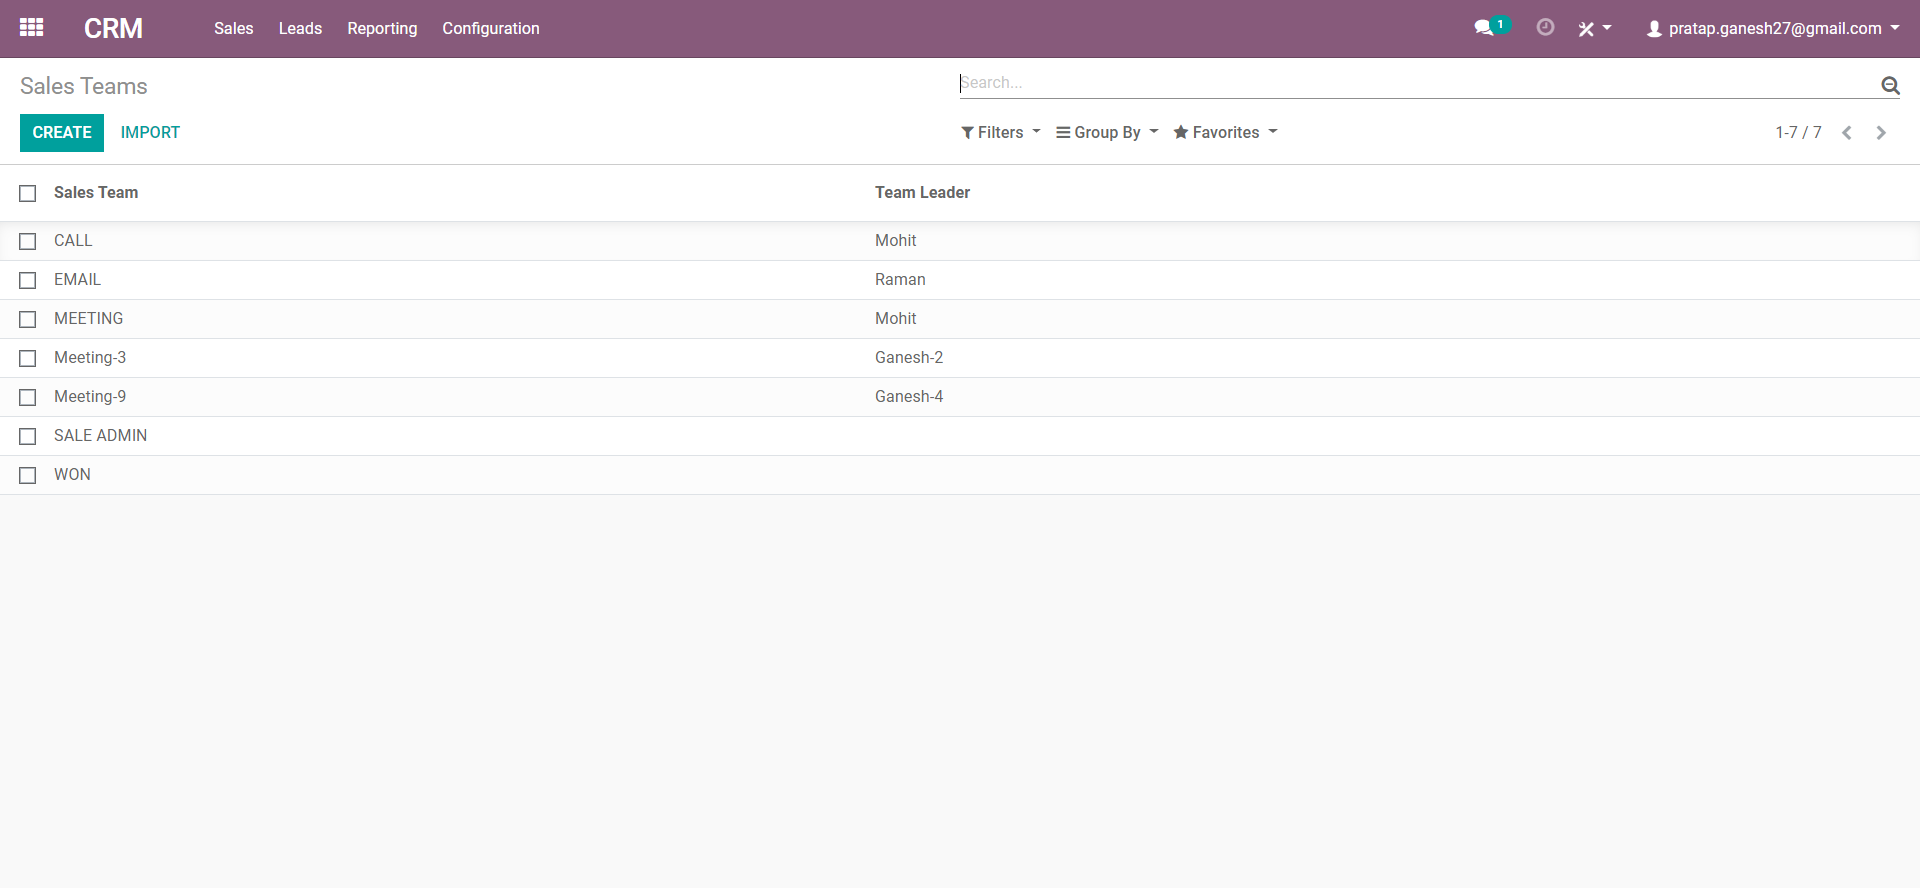 CRM Sales Leads Reporting Configuration 1 pratap.ganesh27@gmail.com
Sales Teams Search...
CREATE IMPORT Filters Group By Favorites 1-7 / 7
Sales Team Team Leader
CALL Mohit
EMAIL Raman
MEETING Mohit
Meeting-3 Ganesh-2
Meeting-9 Ganesh-4
SALE ADMIN
WON